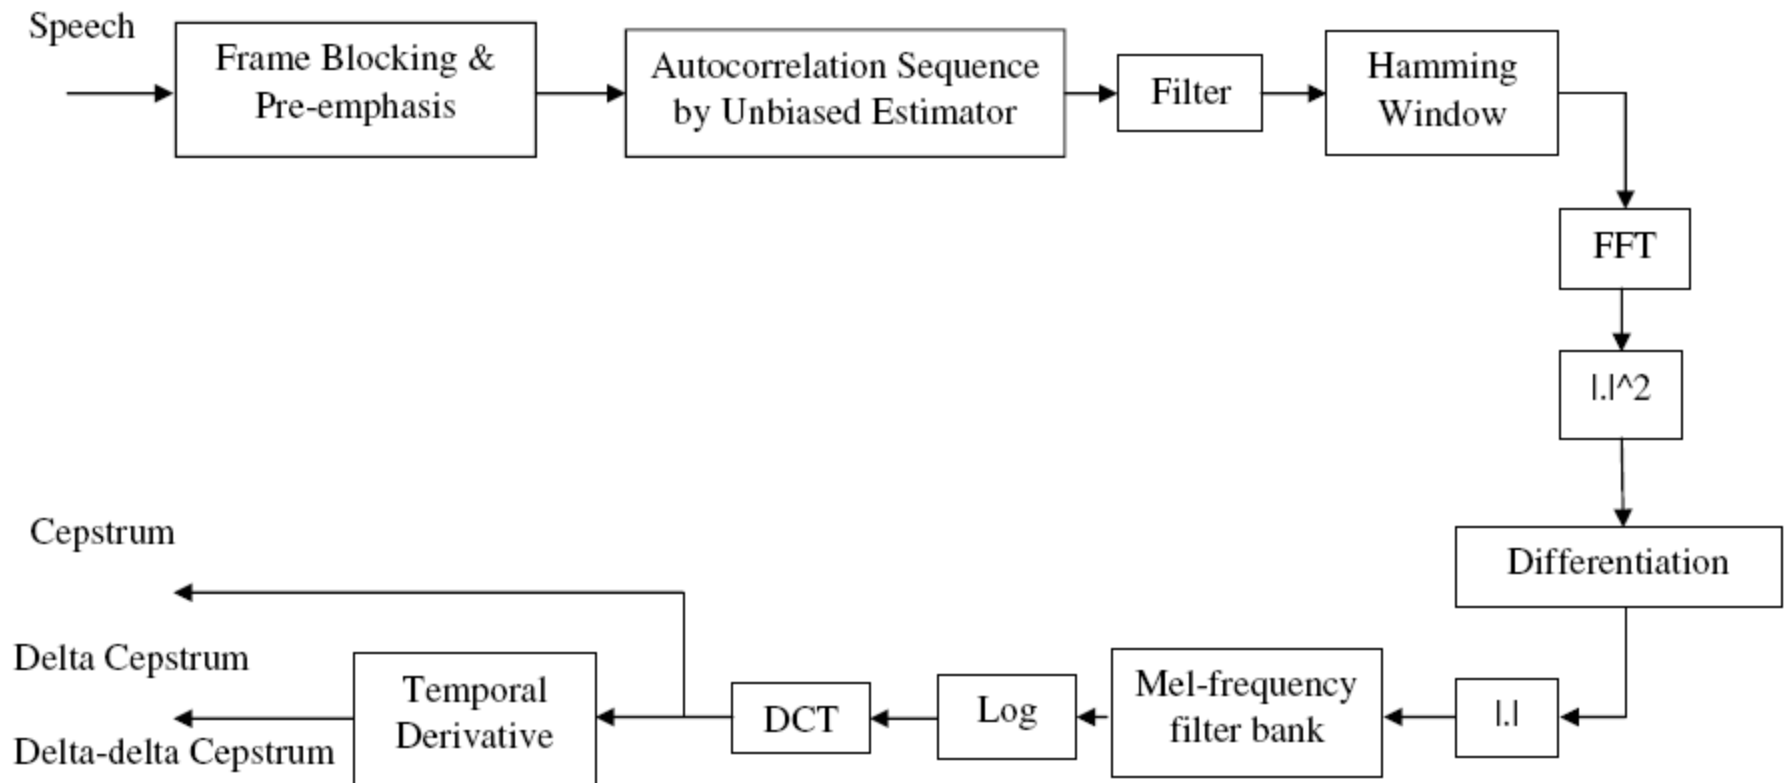 Speech
Frame Blocking &
Pre-emphasis
Autocorrelation Sequence
by Unbiased Estimator
Filter
Hamming
Window
FFT
|.|^2
Differentiation
|.|
Mel-frequency
filter bank
Log
DCT
Temporal
Derivative
Cepstrum
Delta Cepstrum
Delta-delta Cepstrum